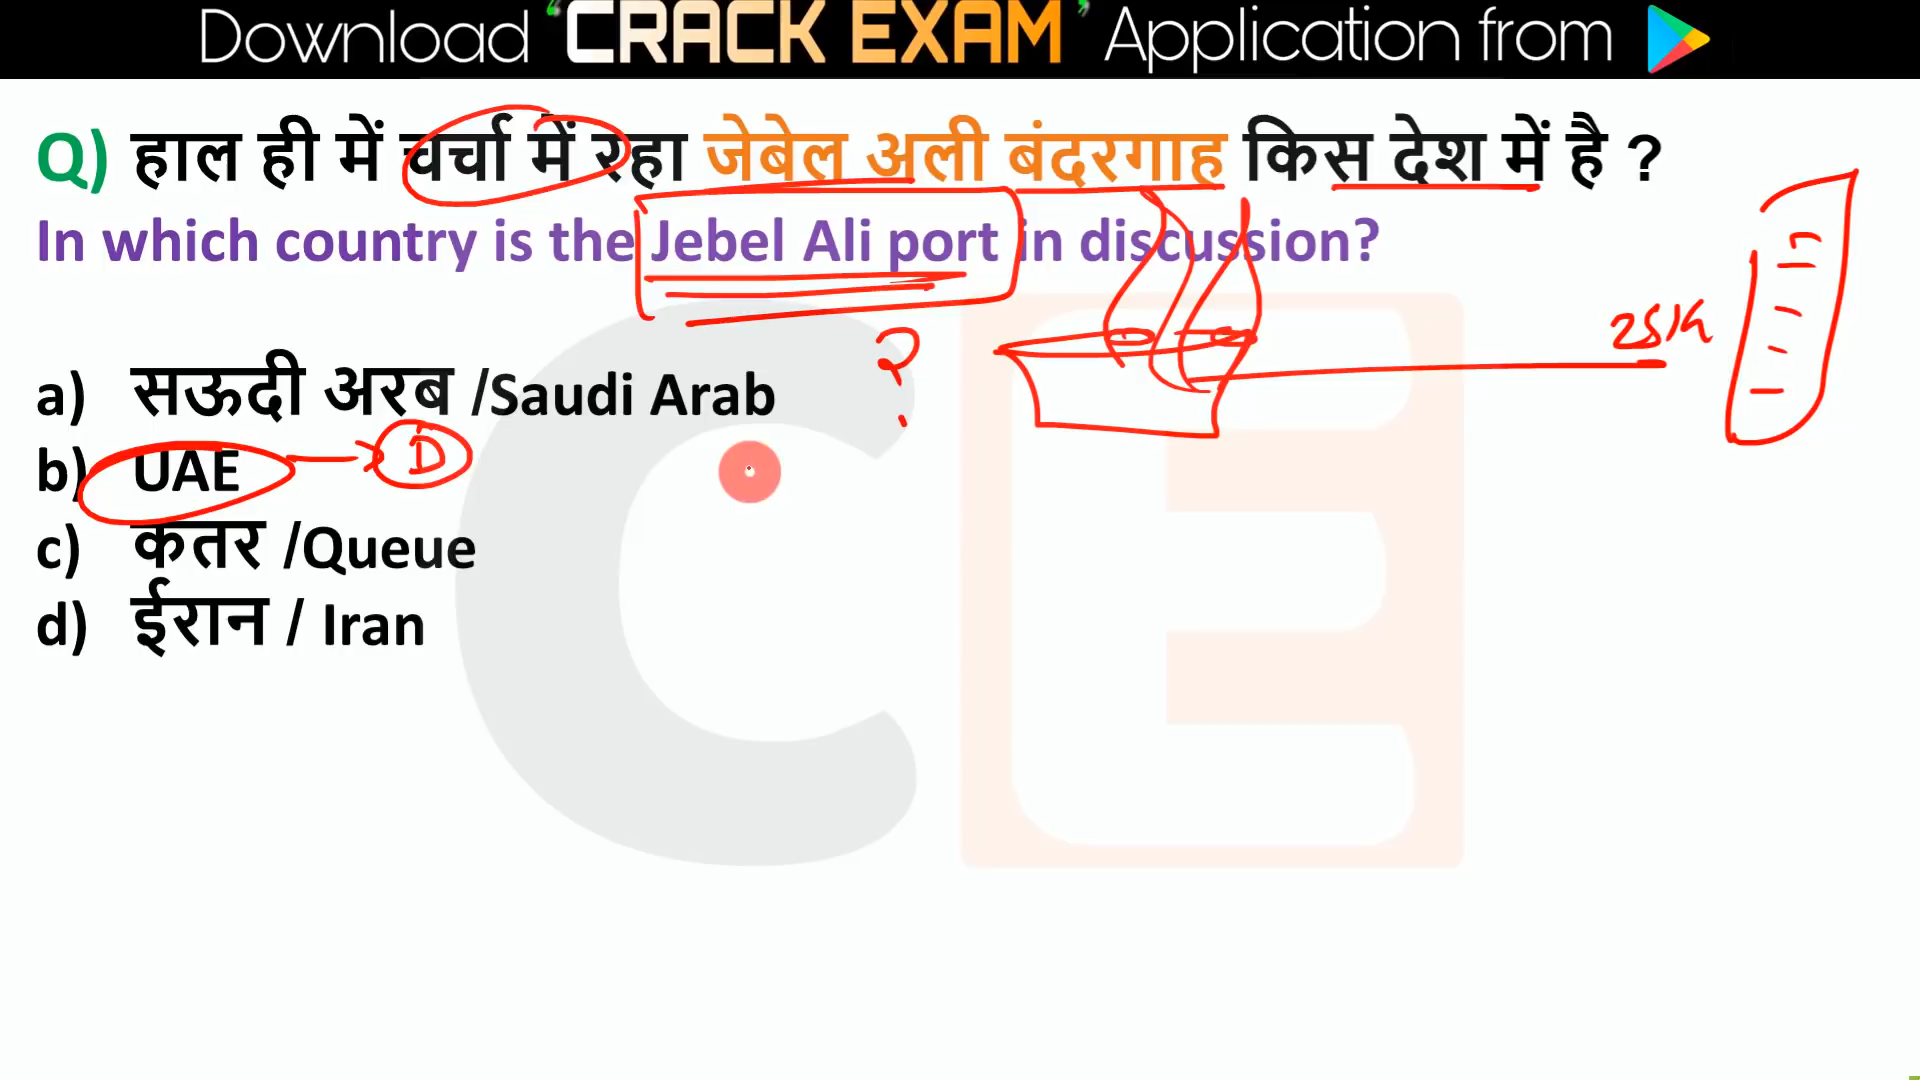 Download 'CRACK EXAM' Application from
Q) हाल ही में चर्चा में रहा जेबेल अली बंदरगाह किस देश में है ?
In which country is the Jebel Ali port in discussion?
a) सऊदी अरब /Saudi Arab
b) UAE D
c) कतर /Queue
d) ईरान / Iran
CE